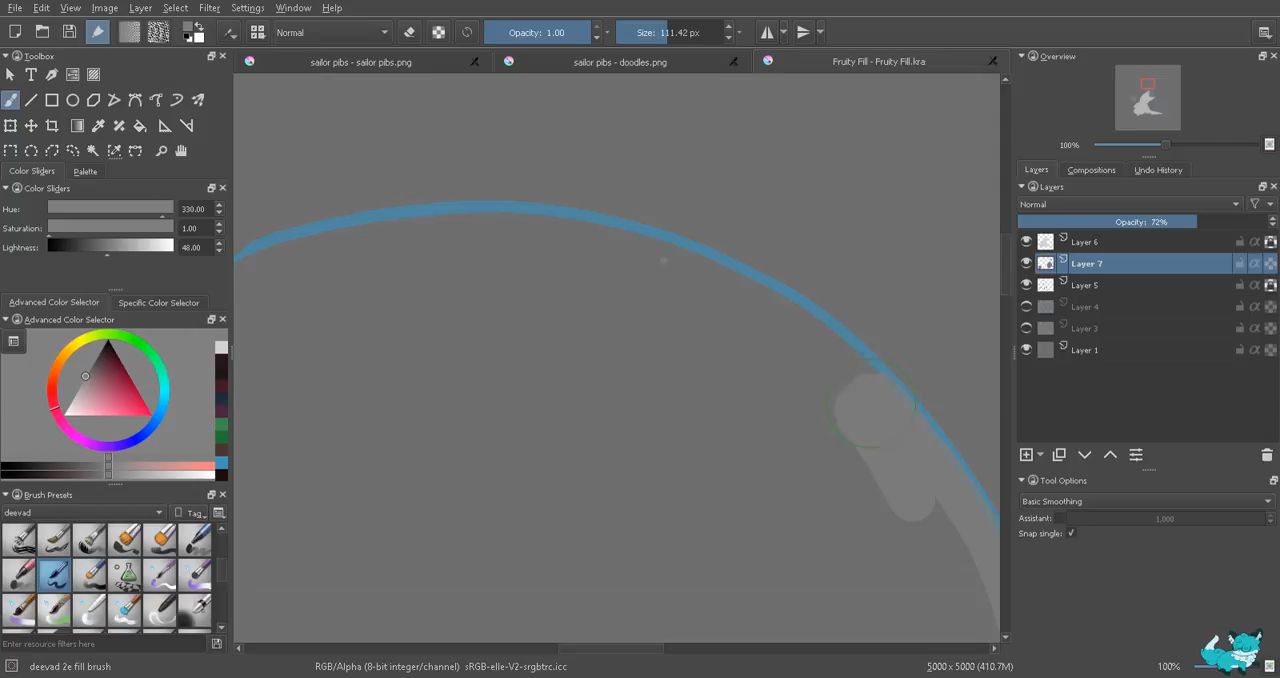 File Edit View Image Layer Select Filter Settings Window Help
Normal Opacity: 1.00 Size: 111.42 px
Toolbox
sailor pibs - sailor pibs.png
sailor pibs - doodles.png
Fruity Fill - Fruity Fill.kra
Overview
100%
Color Sliders Palette
Color Sliders
Hue: 330.00
Saturation: 1.00
Lightness: 48.00
Advanced Color Selector Specific Color Selector
Advanced Color Selector
Brush Presets
deevad Tag
Enter resource filters here
Layers Compositions Undo History
Layers
Normal
Opacity: 72%
Layer 6
Layer 7
Layer 5
Layer 4
Layer 3
Layer 1
Tool Options
Basic Smoothing
Assistant: 1.000
Snap single:
deevad 2e fill brush
RGB/Alpha (8-bit integer/channel) sRGB-elle-V2-srgbtrc.icc
5000 x 5000 (410.7M)
100%